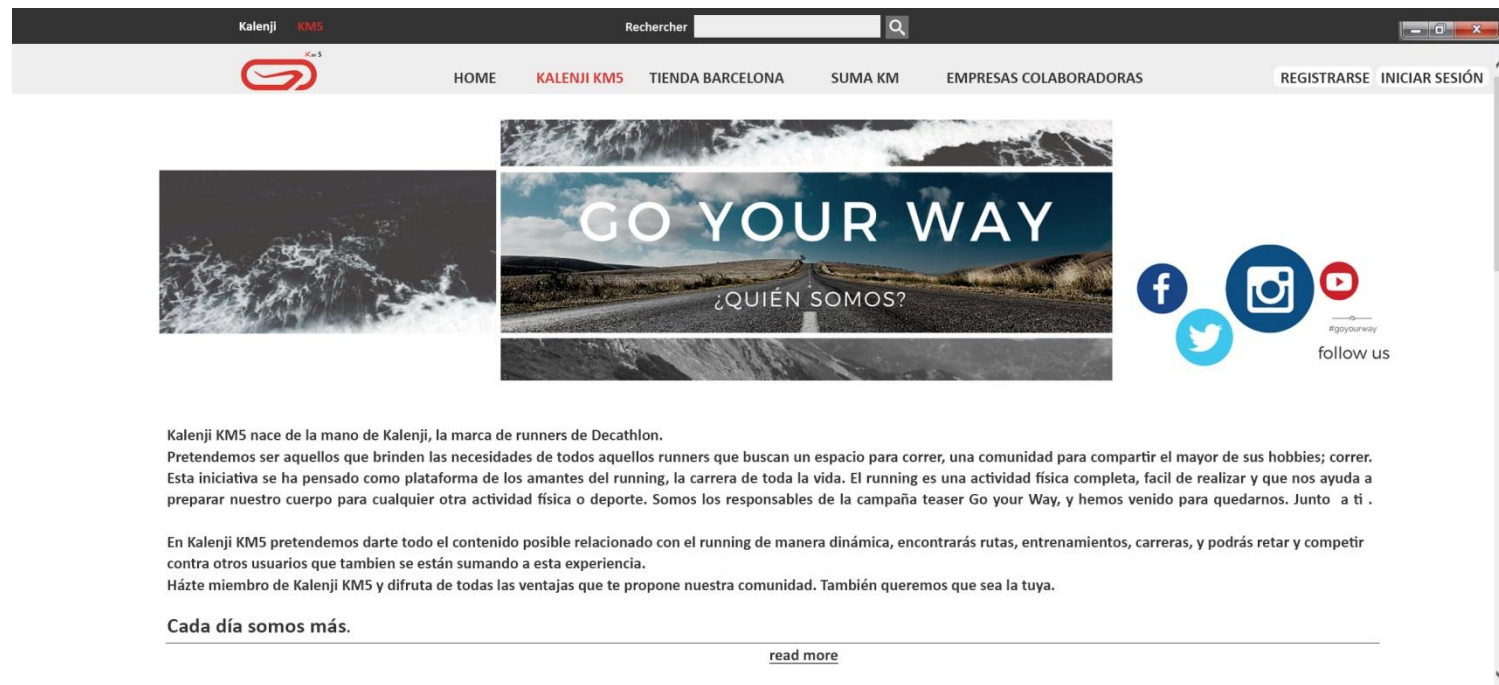 Kalenji KM5
Rechercher
Km 5
HOME KALENJI KM5 TIENDA BARCELONA SUMA KM EMPRESAS COLABORADORAS REGISTRARSE INICIAR SESIÓN
GO YOUR WAY
¿QUIÉN SOMOS?
#goyourway
follow us
Kalenji KM5 nace de la mano de Kalenji, la marca de runners de Decathlon.
Pretendemos ser aquellos que brinden las necesidades de todos aquellos runners que buscan un espacio para correr, una comunidad para compartir el mayor de sus hobbies; correr.
Esta iniciativa se ha pensado como plataforma de los amantes del running, la carrera de toda la vida. El running es una actividad física completa, facil de realizar y que nos ayuda a
preparar nuestro cuerpo para cualquier otra actividad física o deporte. Somos los responsables de la campaña teaser Go your Way, y hemos venido para quedarnos. Junto a ti .
En Kalenji KM5 pretendemos darte todo el contenido posible relacionado con el running de manera dinámica, encontrarás rutas, entrenamientos, carreras, y podrás retar y competir
contra otros usuarios que tambien se están sumando a esta experiencia.
Házte miembro de Kalenji KM5 y difruta de todas las ventajas que te propone nuestra comunidad. También queremos que sea la tuya.
Cada día somos más.
read more